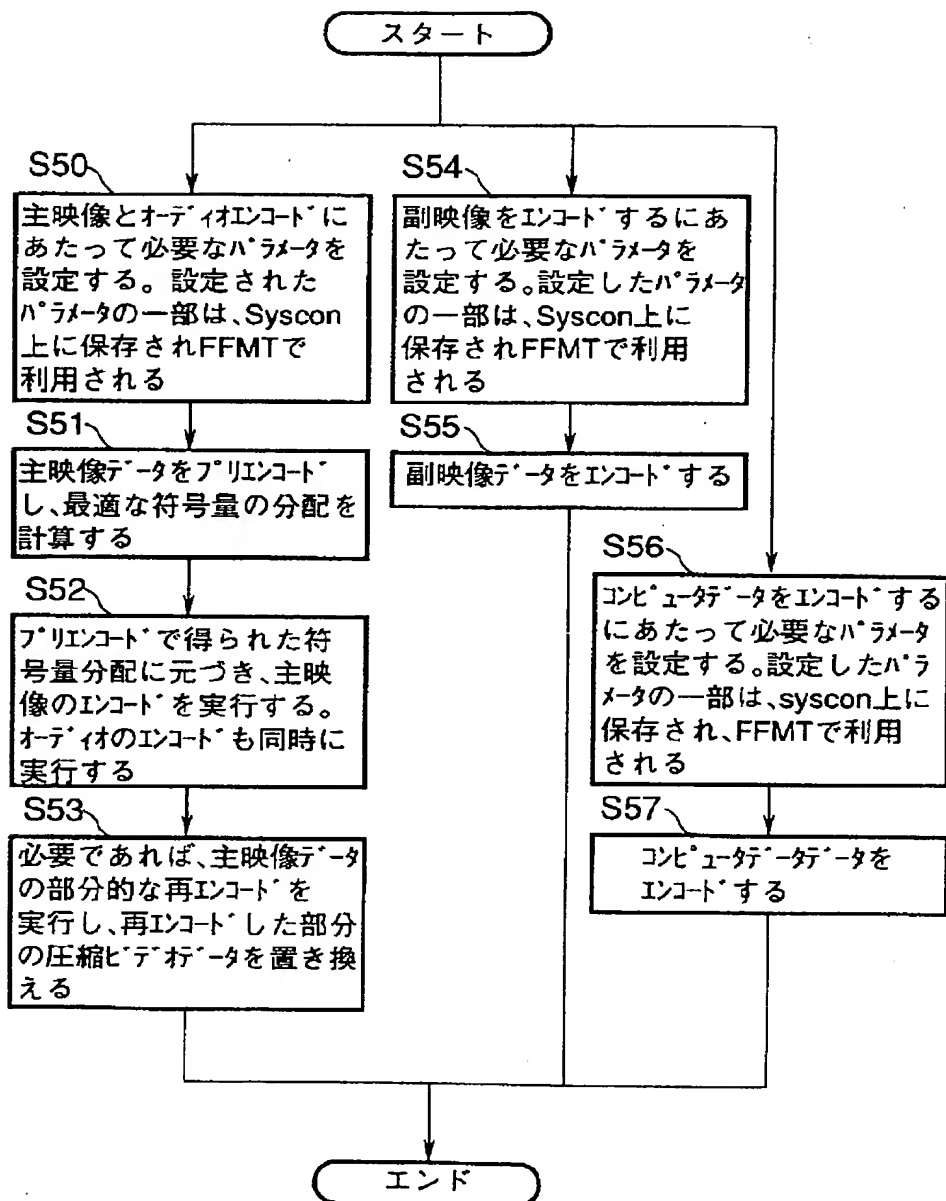 スタート
S50
主映像とオーディオエンコードに
あたって必要なパラメータを
設定する。設定された
パラメータの一部は、Syscon
上に保存されFFMTで
利用される
S51
主映像データをプリエンコード
し、最適な符号量の分配を
計算する
S52
プリエンコードで得られた符
号量分配に元づき、主映
像のエンコードを実行する。
オーディオのエンコードも同時に
実行する
S53
必要であれば、主映像データ
の部分的な再エンコードを
実行し、再エンコードした部分
の圧縮ビデオデータを置き換
える
S54
副映像をエンコードするにあ
たって必要なパラメータを
設定する。設定したパラメータ
の一部は、Syscon上に
保存されFFMTで利用
される
S55
副映像データをエンコードする
S56
コンピュータデータをエンコードする
にあたって必要なパラメータ
を設定する。設定したパラ
メータの一部は、syscon上に
保存され、FFMTで利用
される
S57
コンピュータデータデータを
エンコードする
エンド